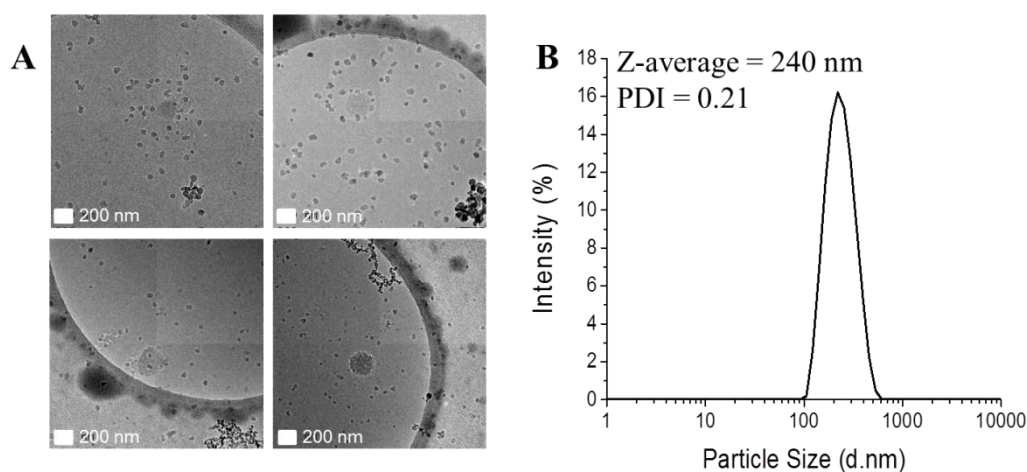 A
200 nm
200 nm
200 nm
200 nm
B
Z-average = 240 nm
PDI = 0.21
18
16
14
12
10
8
6
4
2
0
Intensity (%)
1 10 100 1000 10000
Particle Size (d.nm)